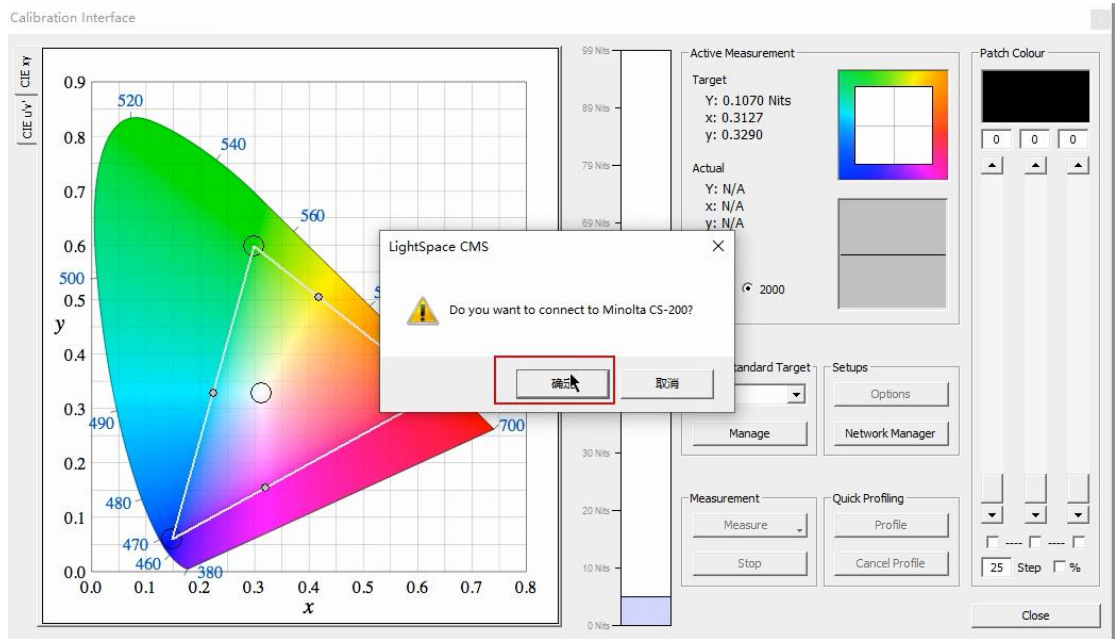 Calibration Interface
CIE xy
CIE u'v'
0.9
0.8
0.7
0.6
0.5
0.4
0.3
0.2
0.1
0.0
y
0.0 0.1 0.2 0.3 0.4 0.5 0.6 0.7 0.8
x
520
540
560
500
490
480
470
460
380
700
99 Nits
89 Nits
79 Nits
69 Nits
30 Nits
20 Nits
10 Nits
0 Nits
Active Measurement
Target
Y: 0.1070 Nits
x: 0.3127
y: 0.3290
Actual
Y: N/A
x: N/A
y: N/A
2000
LightSpace CMS
Do you want to connect to Minolta CS-200?
取消
tandard Target
Manage
Setups
Options
Network Manager
Measurement
Measure
Stop
Quick Profiling
Profile
Cancel Profile
Patch Colour
0 0 0
---- ----
25 Step %
Close